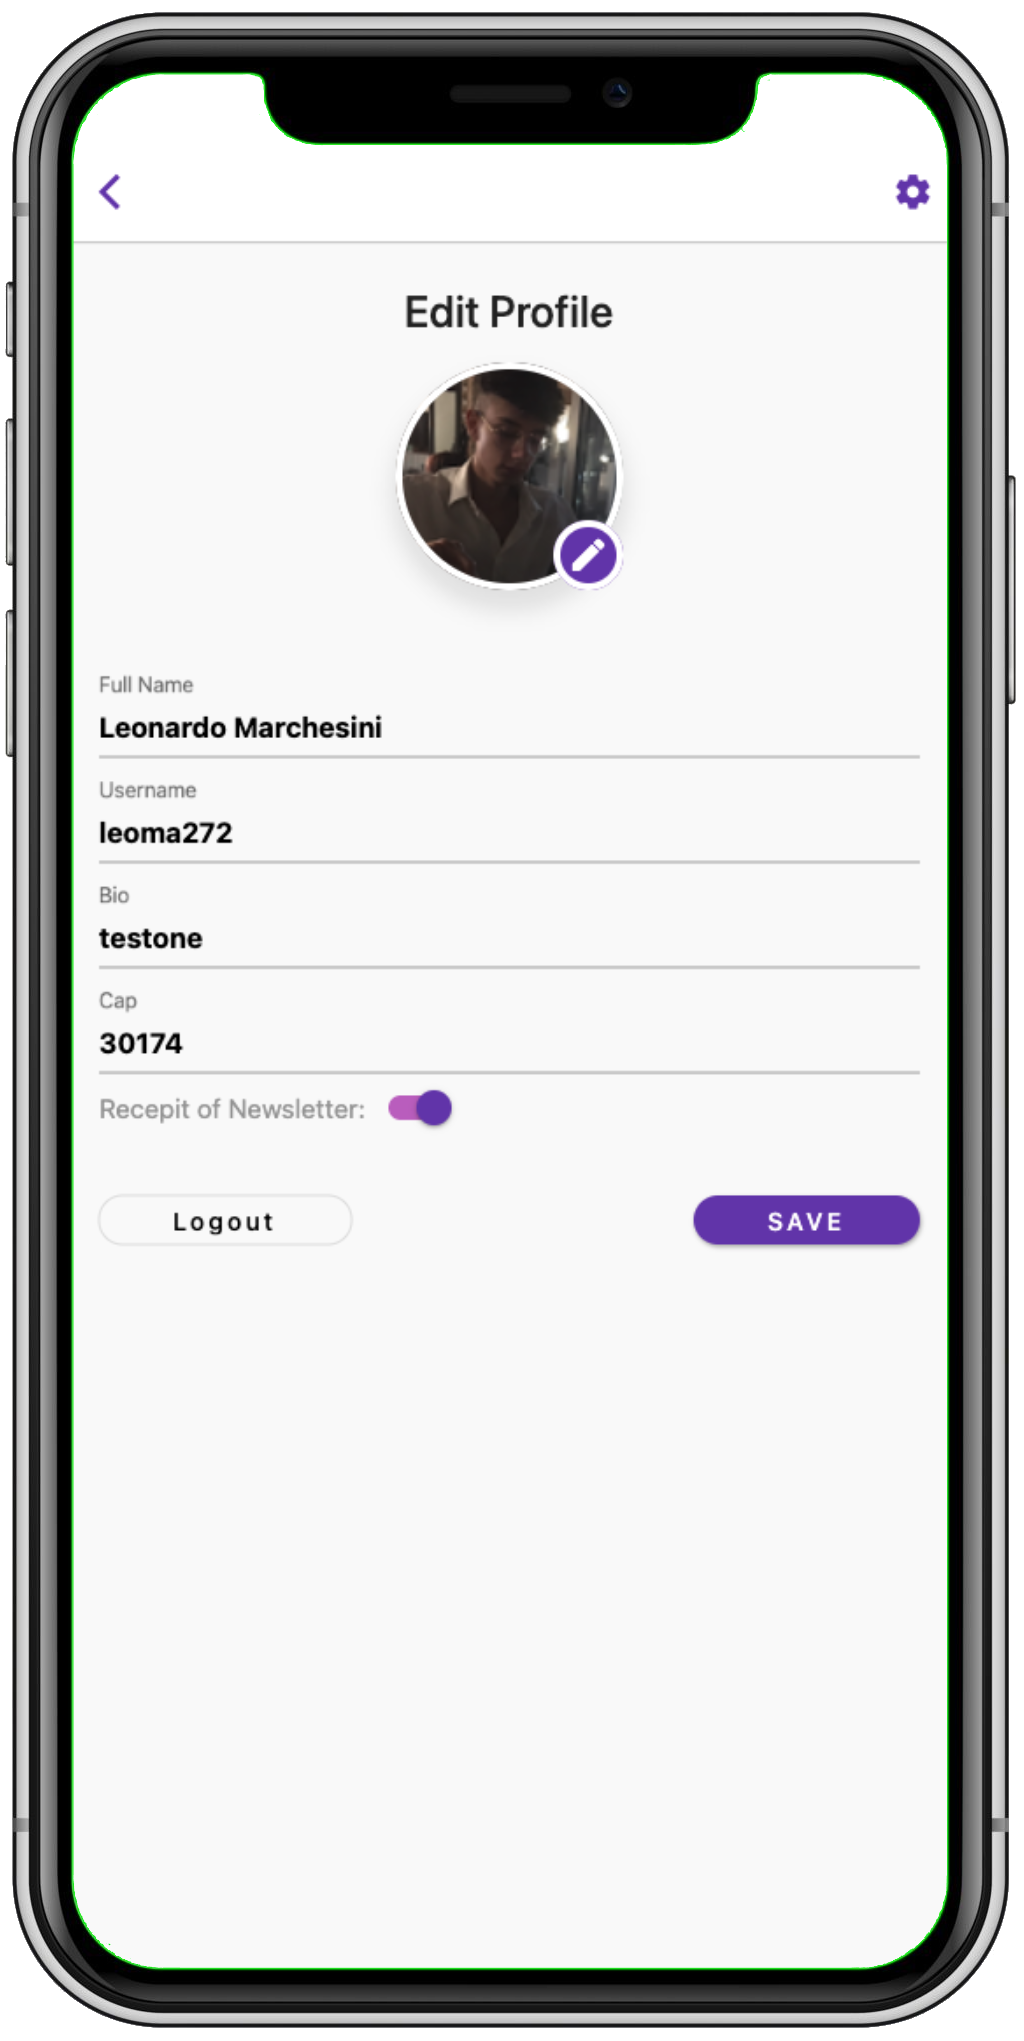 Edit Profile
Full Name
Leonardo Marchesini
Username
leoma272
Bio
testone
Cap
30174
Recepit of Newsletter:
Logout
SAVE